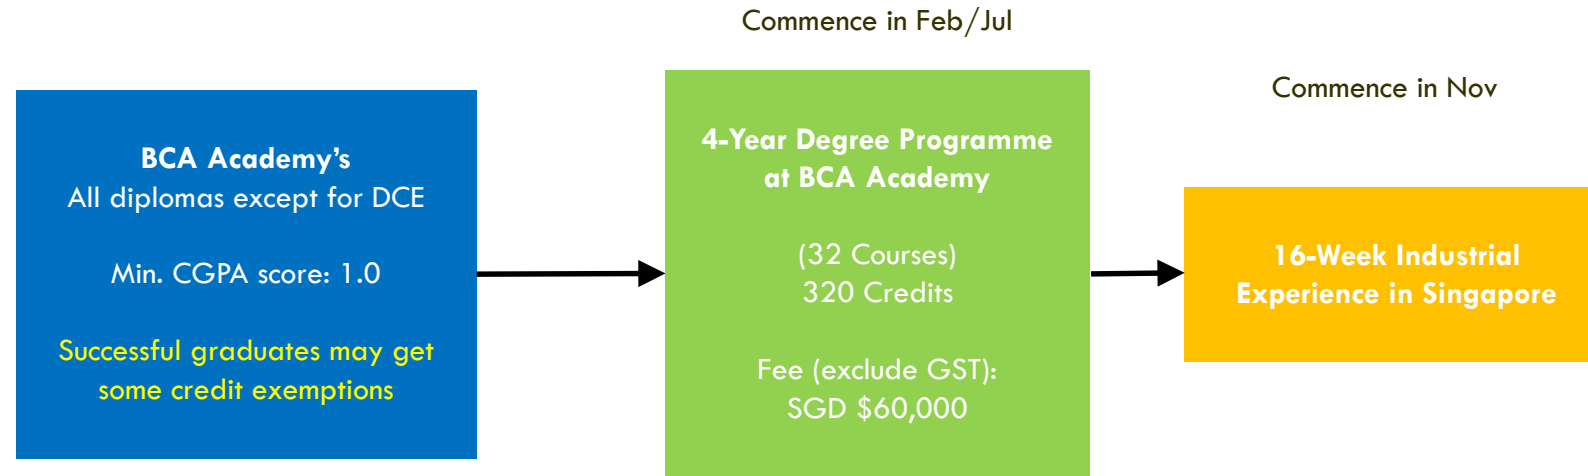 Commence in Feb/Jul
Commence in Nov
BCA Academy's
All diplomas except for DCE
Min. CGPA score: 1.0
Successful graduates may get
some credit exemptions
4-Year Degree Programme
at BCA Academy
(32 Courses)
320 Credits
Fee (exclude GST):
SGD $60,000
16-Week Industrial
Experience in Singapore